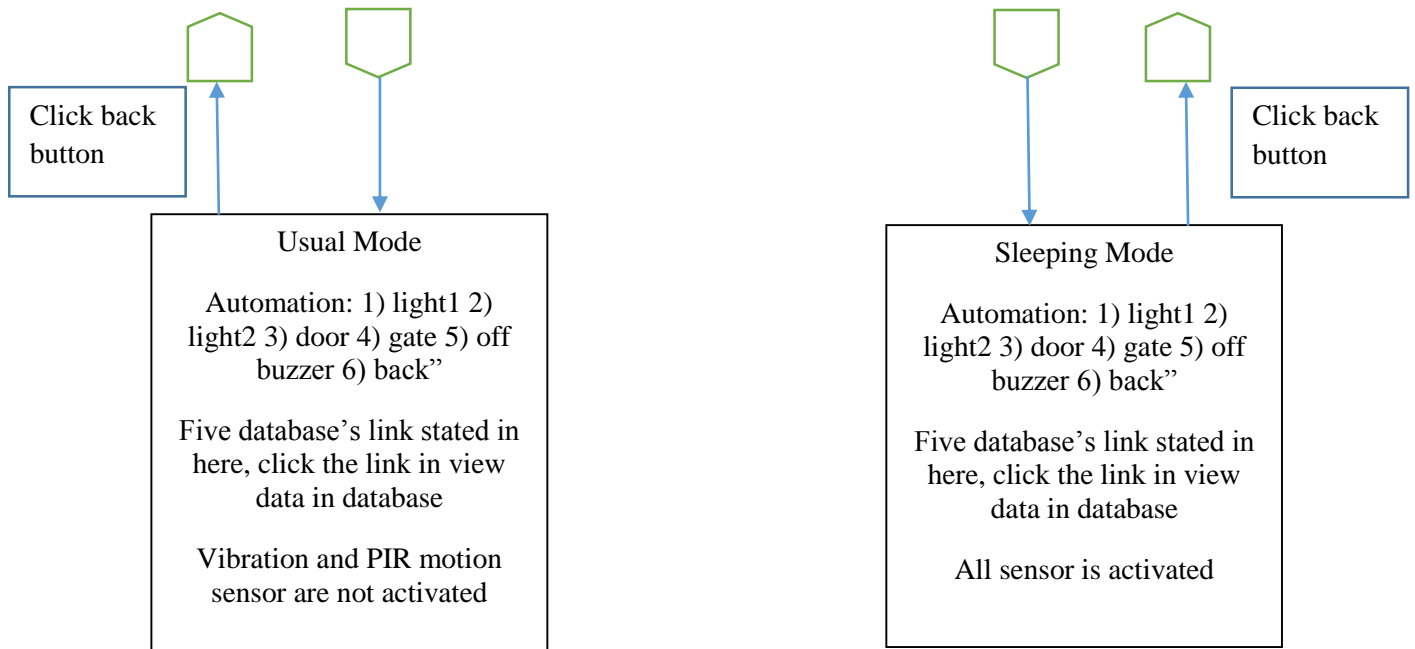 Click back
button
Usual Mode
Automation: 1) light1 2)
light2 3) door 4) gate 5) off
buzzer 6) back”
Five database’s link stated in
here, click the link in view
data in database
Vibration and PIR motion
sensor are not activated
Click back
button
Sleeping Mode
Automation: 1) light1 2)
light2 3) door 4) gate 5) off
buzzer 6) back”
Five database’s link stated in
here, click the link in view
data in database
All sensor is activated